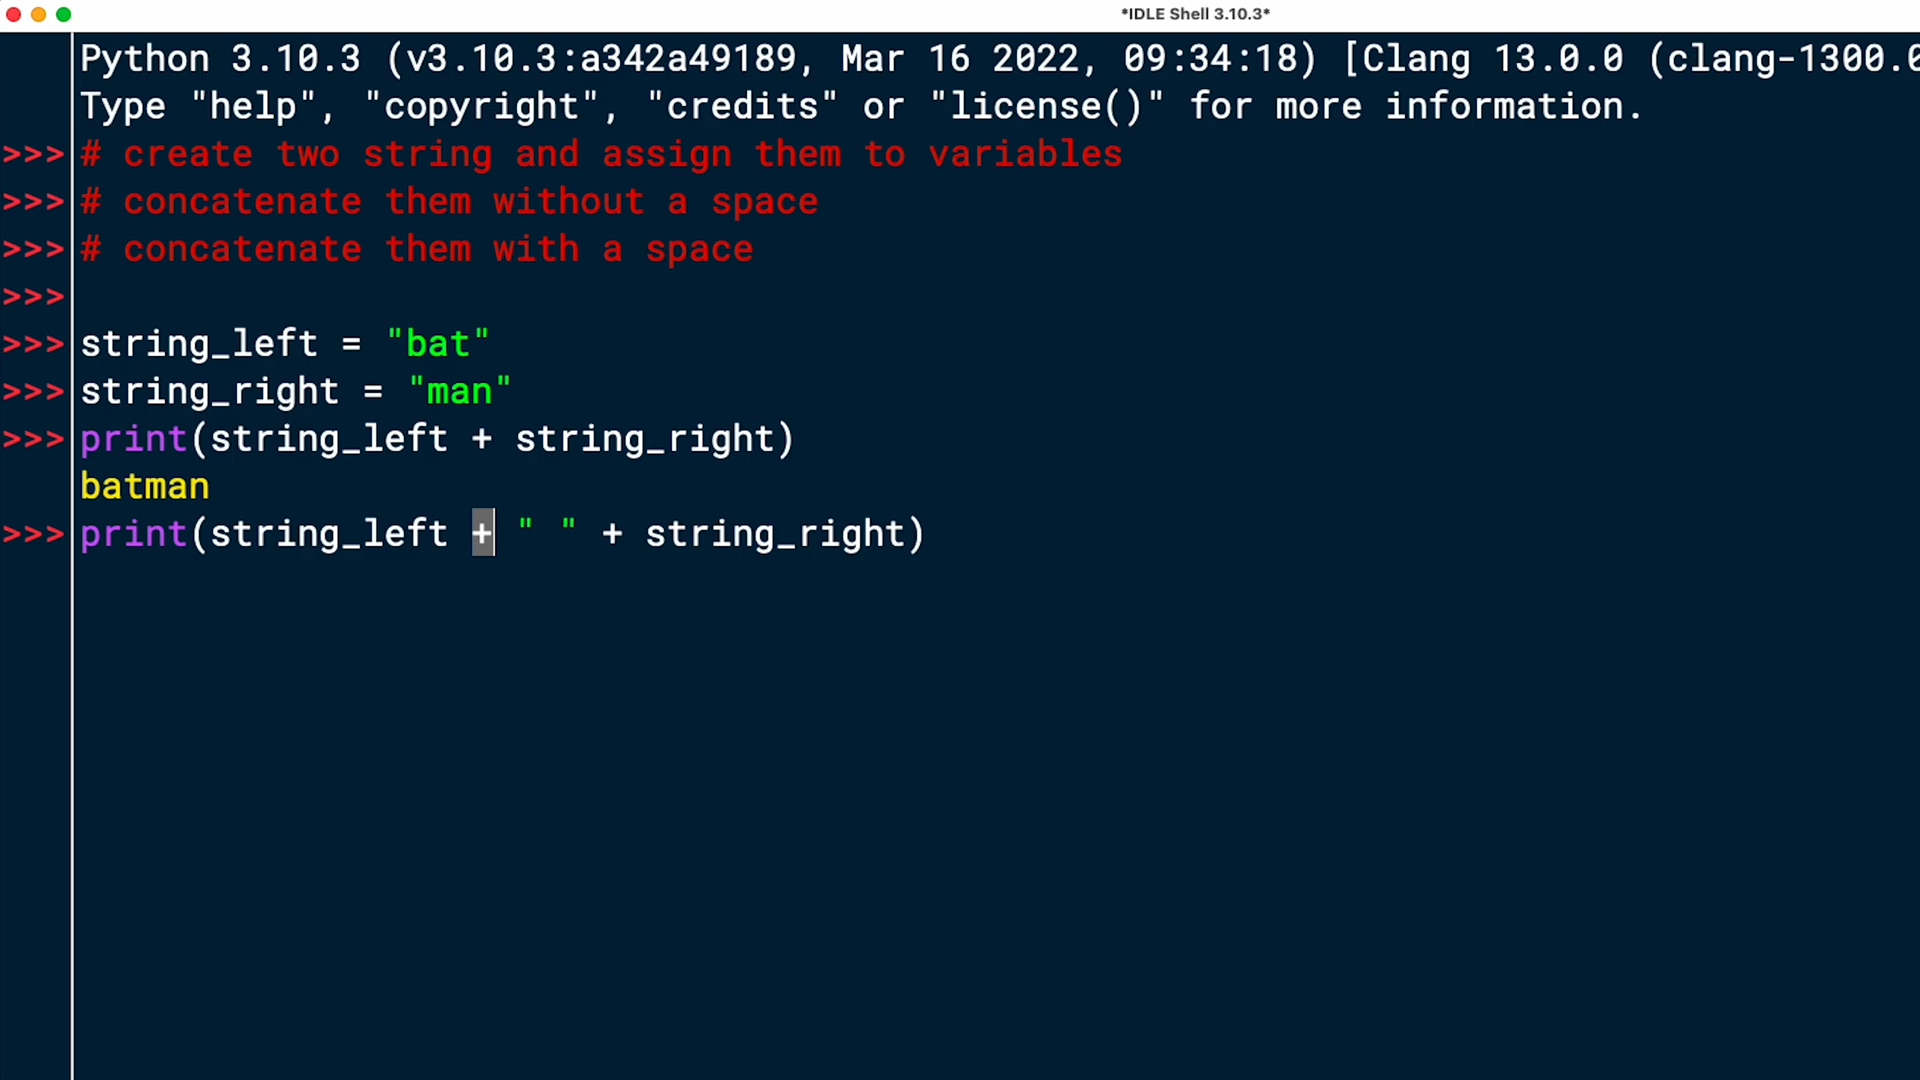 *IDLE Shell 3.10.3*
Python 3.10.3 (v3.10.3:a342a49189, Mar 16 2022, 09:34:18) [Clang 13.0.0 (clang-1300.0
Type "help", "copyright", "credits" or "license()" for more information.
>>> # create two string and assign them to variables
>>> # concatenate them without a space
>>> # concatenate them with a space
>>>
>>> string_left = "bat"
>>> string_right = "man"
>>> print(string_left + string_right)
batman
>>> print(string_left + " " + string_right)